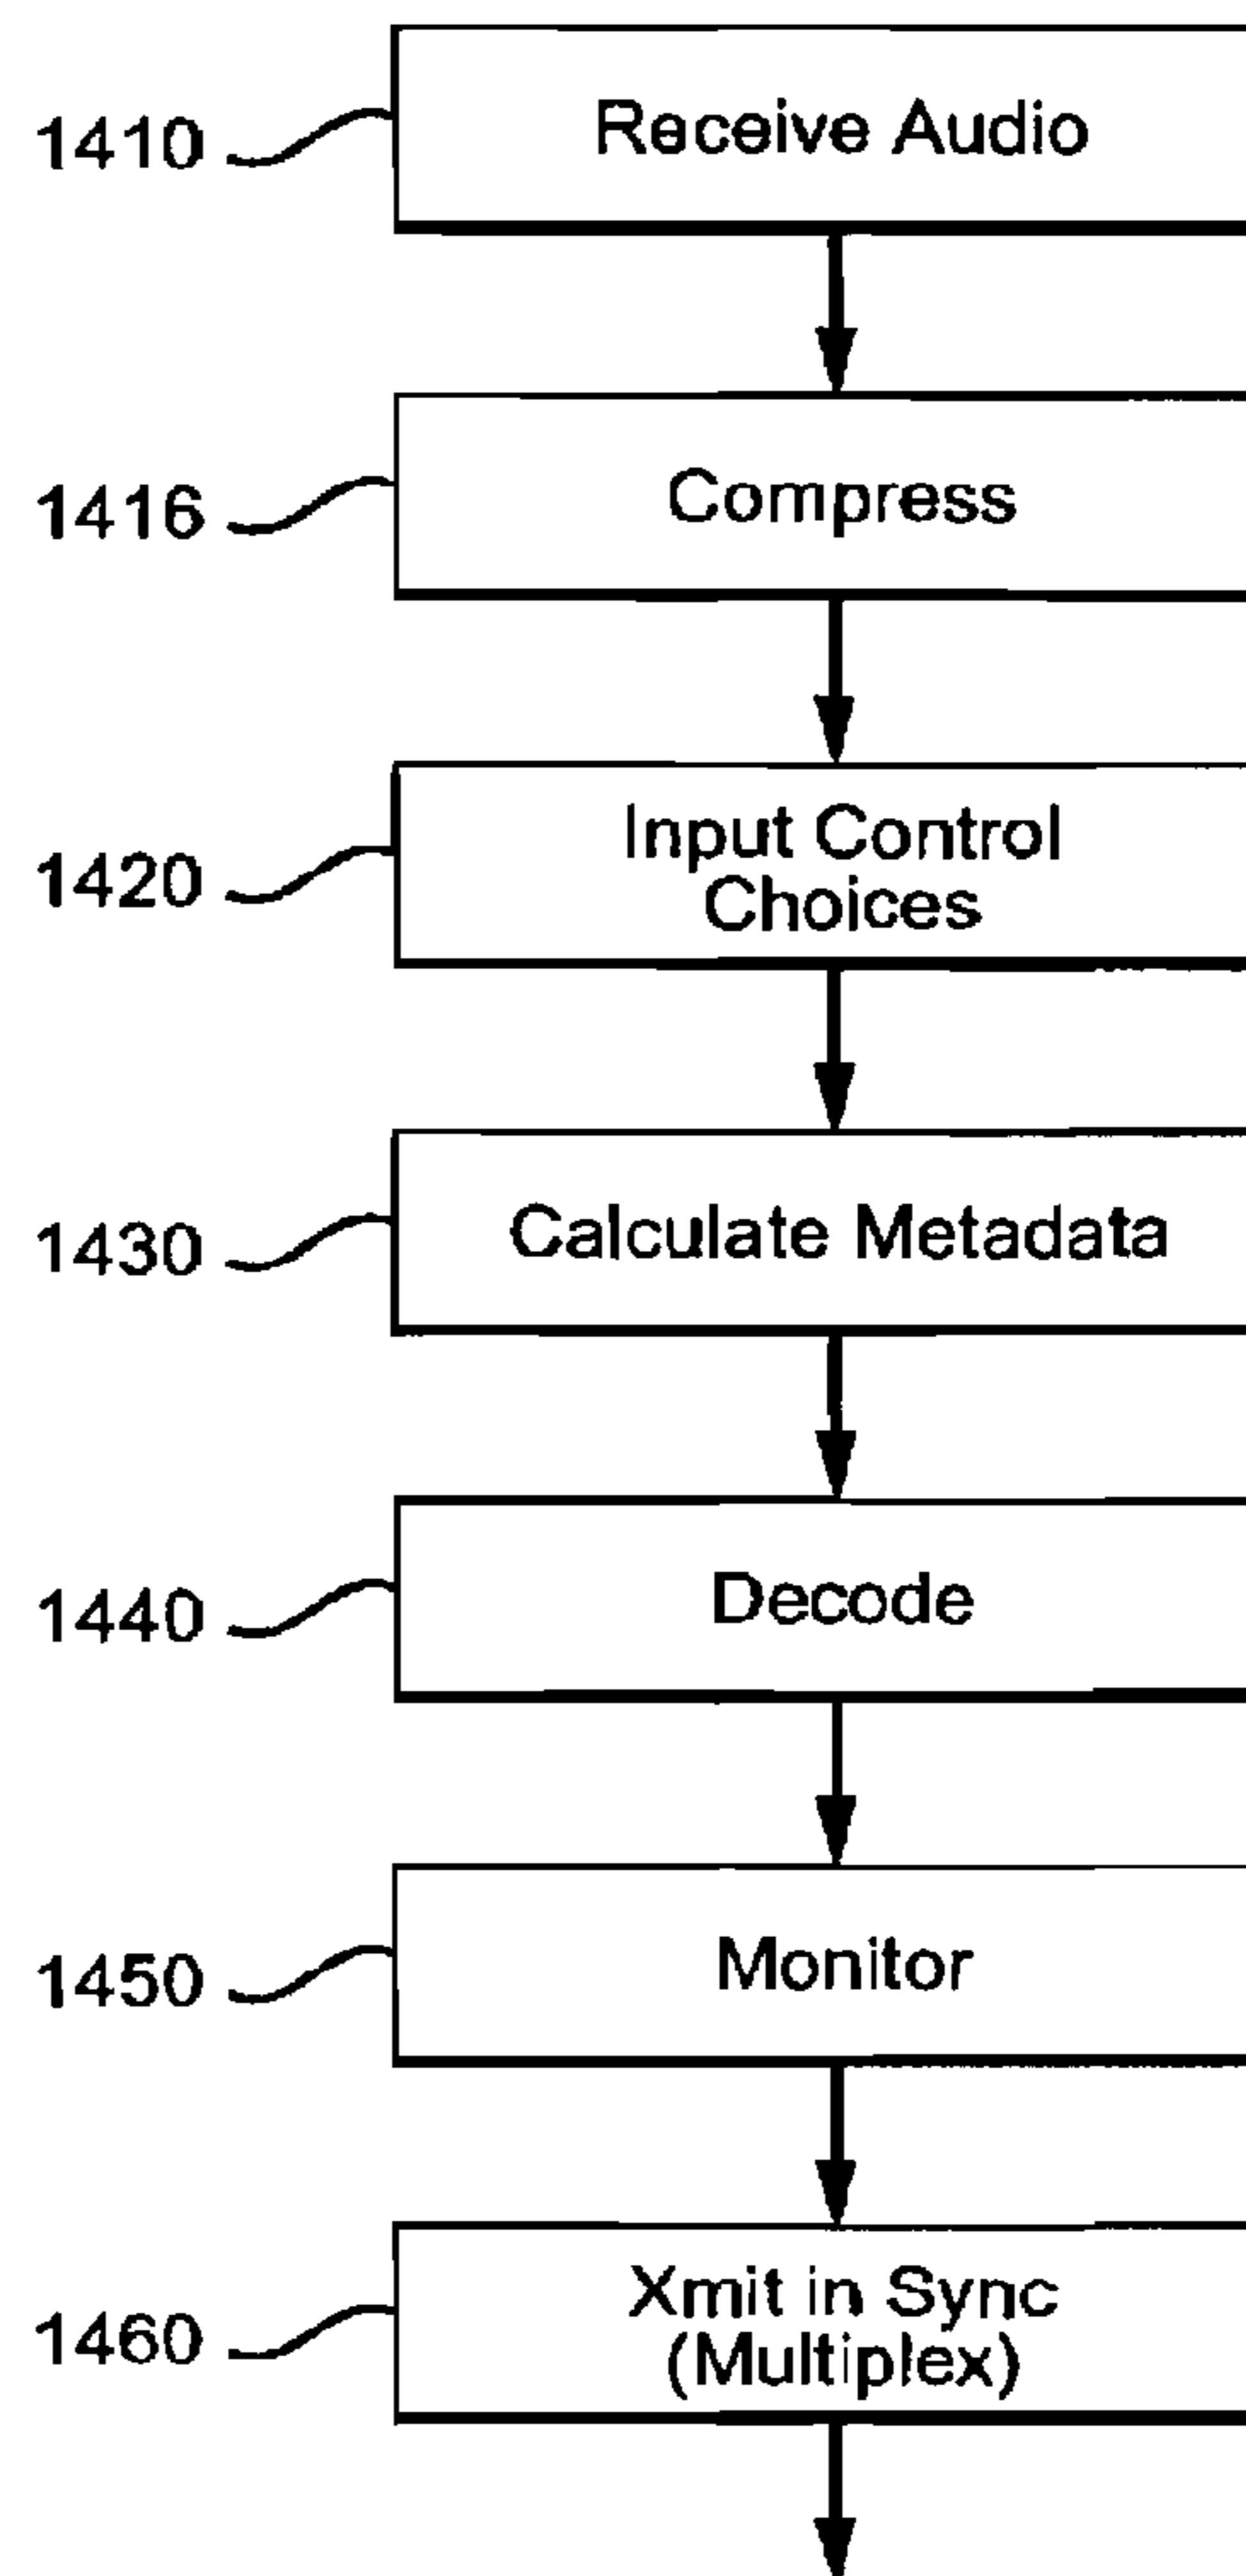 1410
Receive Audio
1416
Compress
1420
Input Control
Choices
1430
Calculate Metadata
1440
Decode
1450
Monitor
1460
Xmit in Sync
(Multiplex)